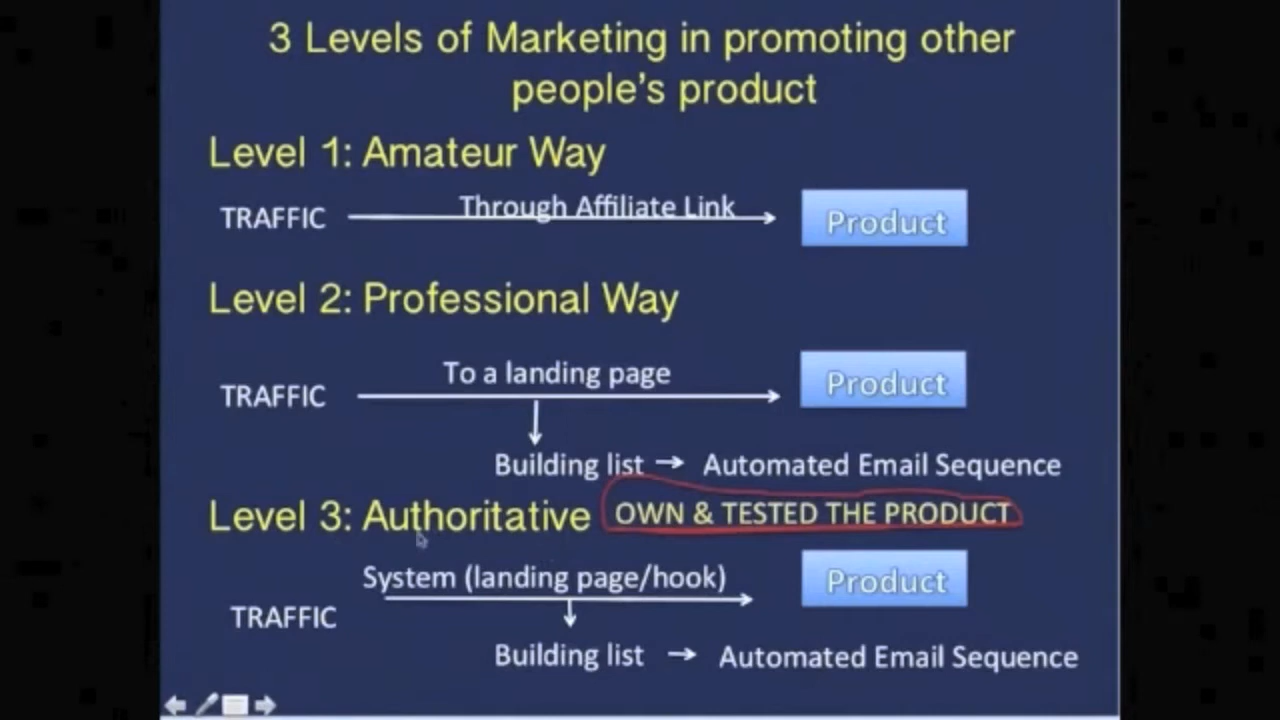 3 Levels of Marketing in promoting other
people's product
Level 1: Amateur Way
TRAFFIC
Through Affiliate Link
Product
Level 2: Professional Way
TRAFFIC
To a landing page
Product
Building list → Automated Email Sequence
Level 3: Authoritative OWN & TESTED THE PRODUCT
System (landing page/hook)
Product
TRAFFIC
Building list → Automated Email Sequence